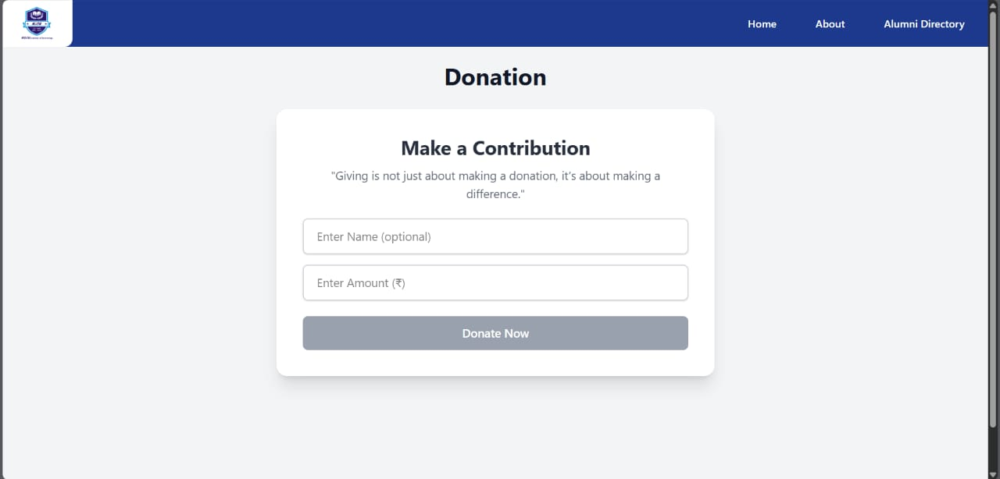 Home About Alumni Directory
Donation
Make a Contribution
"Giving is not just about making a donation, it's about making a
difference."
Enter Name (optional)
Enter Amount (₹)
Donate Now